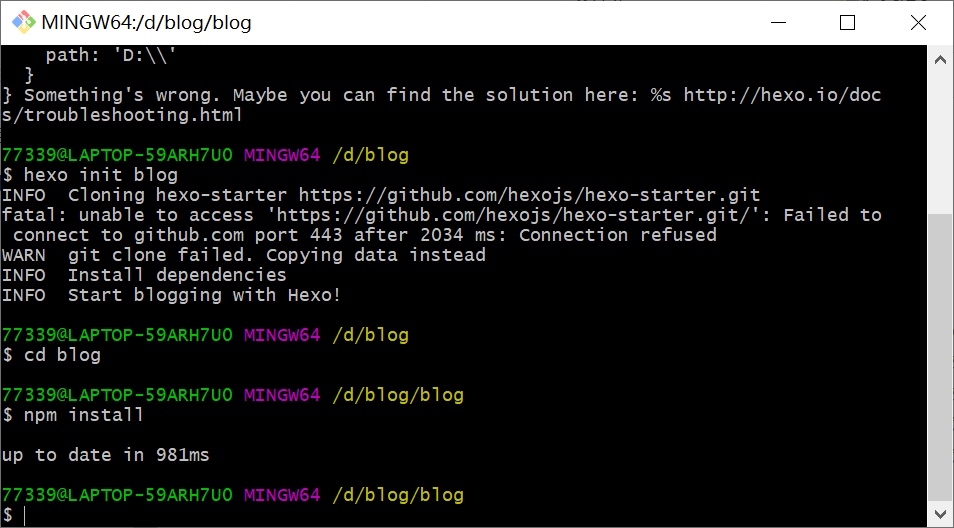 MINGW64:/d/blog/blog
path: 'D:\\'
}
} Something's wrong. Maybe you can find the solution here: %s http://hexo.io/doc
s/troubleshooting.html
77339@LAPTOP-59ARH7U0 MINGW64 /d/blog
$ hexo init blog
INFO  Cloning hexo-starter https://github.com/hexojs/hexo-starter.git
fatal: unable to access 'https://github.com/hexojs/hexo-starter.git/': Failed to
connect to github.com port 443 after 2034 ms: Connection refused
WARN  git clone failed. Copying data instead
INFO  Install dependencies
INFO  Start blogging with Hexo!
77339@LAPTOP-59ARH7U0 MINGW64 /d/blog
$ cd blog
77339@LAPTOP-59ARH7U0 MINGW64 /d/blog/blog
$ npm install
up to date in 981ms
77339@LAPTOP-59ARH7U0 MINGW64 /d/blog/blog
$